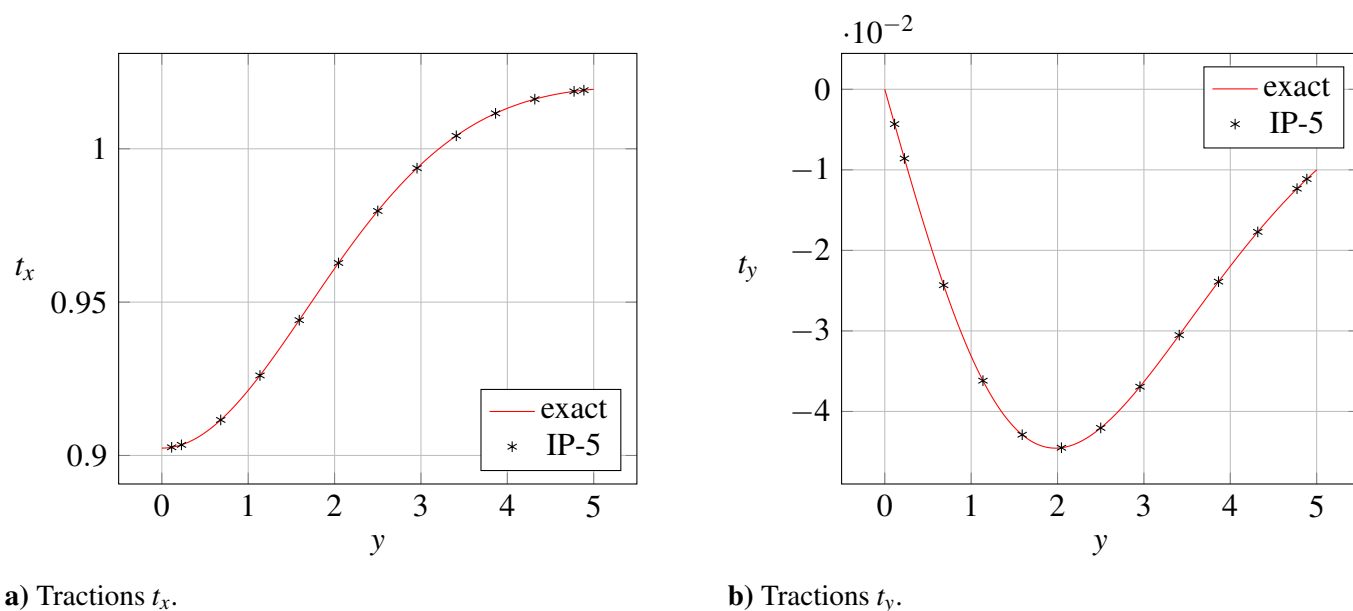 1
0.95
0.9
t_x
0 1 2 3 4 5
y
exact
IP-5
a) Tractions t_x.
·10⁻²
0
−1
−2
−3
−4
t_y
0 1 2 3 4 5
y
exact
IP-5
b) Tractions t_y.